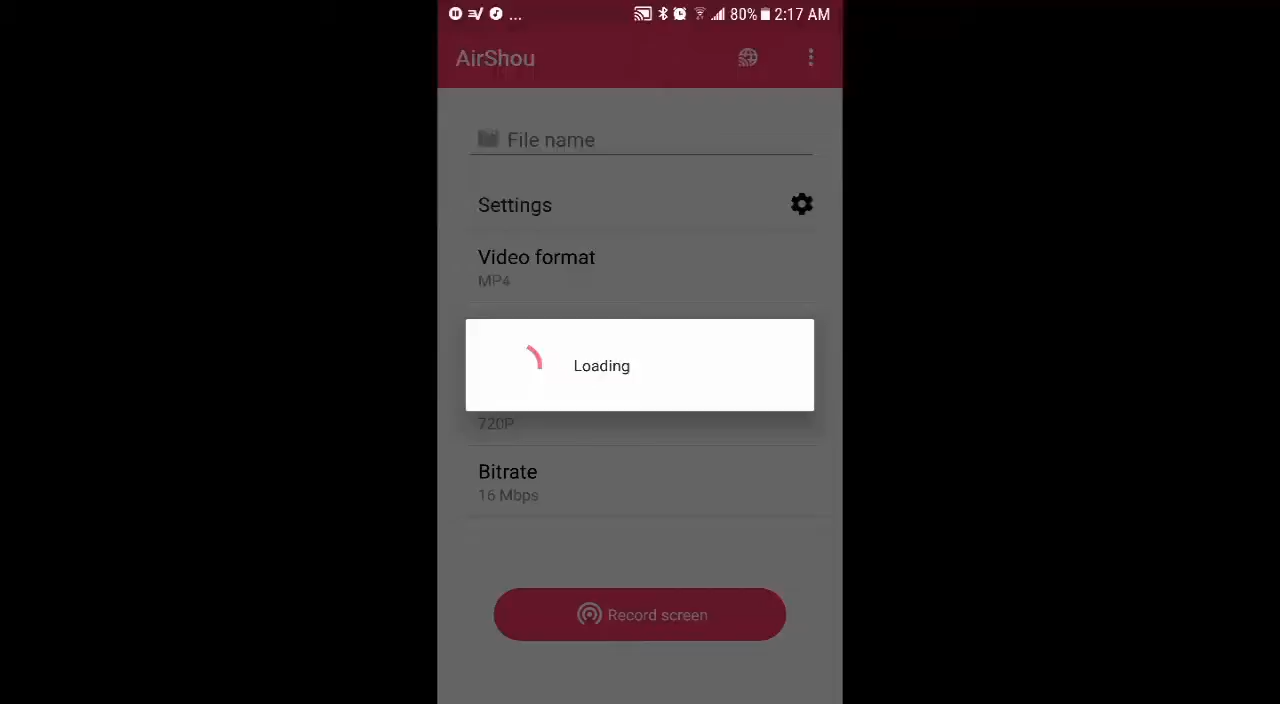 ... 80% 2:17 AM
AirShou
File name
Settings
Video format
MP4
Loading
720P
Bitrate
16 Mbps
Record screen